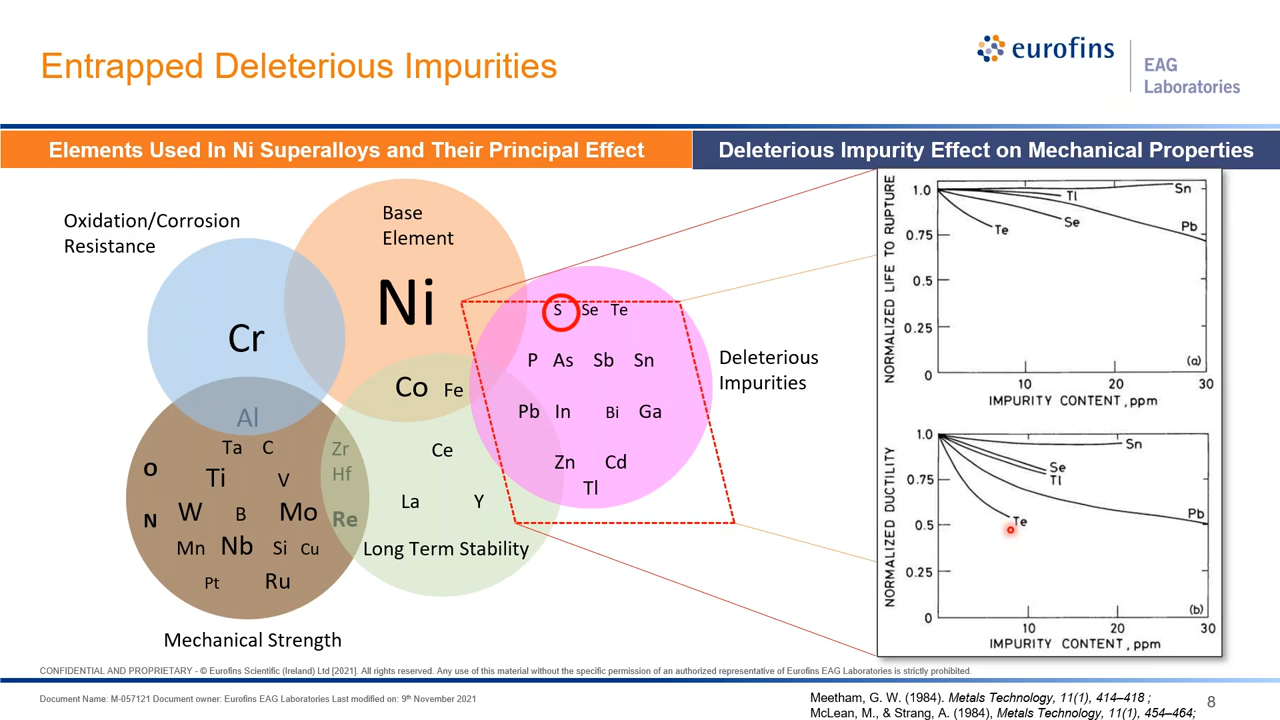 Entrapped Deleterious Impurities
eurofins
EAG
Laboratories
Elements Used In Ni Superalloys and Their Principal Effect
Deleterious Impurity Effect on Mechanical Properties
Oxidation/Corrosion
Resistance
Base
Element
Ni
Cr
Co Fe
Al
Ta C
O
Ti V
N
W B Mo
Mn Nb Si Cu
Pt Ru
Mechanical Strength
Zr
Hf
Re
Ce
La Y
Long Term Stability
S Se Te
P As Sb Sn
Pb In Bi Ga
Zn Cd
Tl
Deleterious
Impurities
NORMALIZED LIFE TO RUPTURE
1.0
0.75
0.5
0.25
0
Sn
Tl
Se
Te
Pb
(a)
10 20 30
IMPURITY CONTENT, ppm
NORMALIZED DUCTILITY
1.0
0.75
0.5
0.25
0
Sn
Se
Tl
Pb
Te
(b)
10 20 30
IMPURITY CONTENT, ppm
CONFIDENTIAL AND PROPRIETARY - © Eurofins Scientific (Ireland) Ltd [2021]. All rights reserved. Any use of this material without the specific permission of an authorized representative of Eurofins EAG Laboratories is strictly prohibited.
Document Name: M-057121 Document owner: Eurofins EAG Laboratories Last modified on: 9th November 2021
Meetham, G. W. (1984). Metals Technology, 11(1), 414–418 ;
McLean, M., & Strang, A. (1984), Metals Technology, 11(1), 454–464;
8